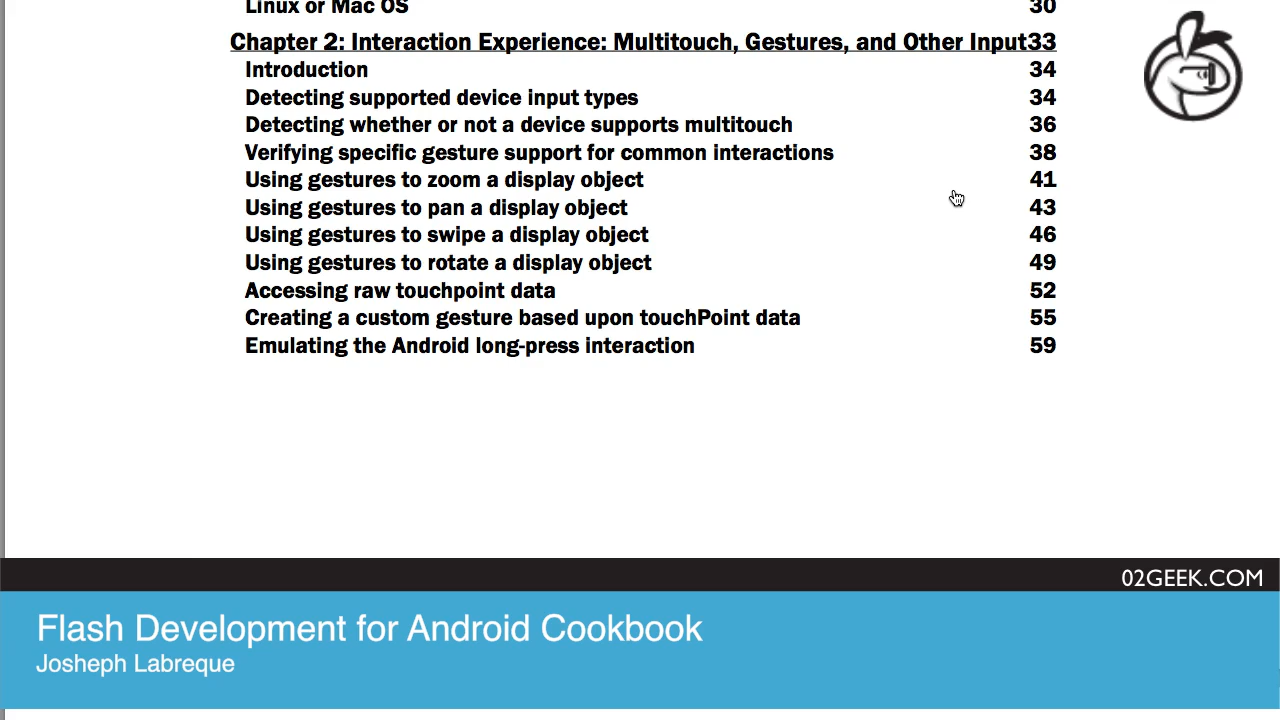 Linux or Mac OS 30
Chapter 2: Interaction Experience: Multitouch, Gestures, and Other Input33
Introduction 34
Detecting supported device input types 34
Detecting whether or not a device supports multitouch 36
Verifying specific gesture support for common interactions 38
Using gestures to zoom a display object 41
Using gestures to pan a display object 43
Using gestures to swipe a display object 46
Using gestures to rotate a display object 49
Accessing raw touchpoint data 52
Creating a custom gesture based upon touchPoint data 55
Emulating the Android long-press interaction 59
02GEEK.COM
Flash Development for Android Cookbook
Josheph Labreque